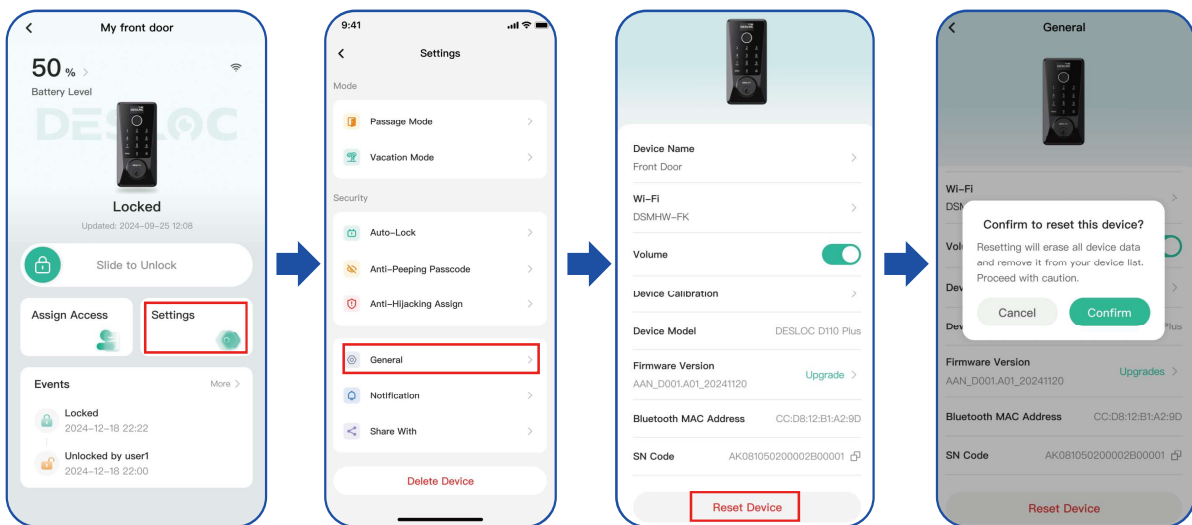 My front door
50 %
Battery Level
DESLOC
Locked
Updated: 2024-09-25 12:08
Slide to Unlock
Assign Access
Settings
Events
More
Locked
2024-12-18 22:22
Unlocked by user1
2024-12-18 22:00
9:41
Settings
Mode
Passage Mode
Vacation Mode
Security
Auto-Lock
Anti-Peeping Passcode
Anti-Hijacking Assign
General
Notification
Share With
Delete Device
Device Name
Front Door
Wi-Fi
DSMHW-FK
Volume
Device Calibration
Device Model DESLOC D110 Plus
Firmware Version
AAN_D001.A01_20241120
Upgrade
Bluetooth MAC Address CC:D8:12:B1:A2:9D
SN Code AK081050200002B00001
Reset Device
General
Wi-Fi
Confirm to reset this device?
Resetting will erase all device data
and remove it from your device list.
Proceed with caution.
Cancel
Confirm
Firmware Version
AAN_D001.A01_20241120
Upgrades
Bluetooth MAC Address CC:D8:12:B1:A2:9D
SN Code AK081050200002B00001
Reset Device